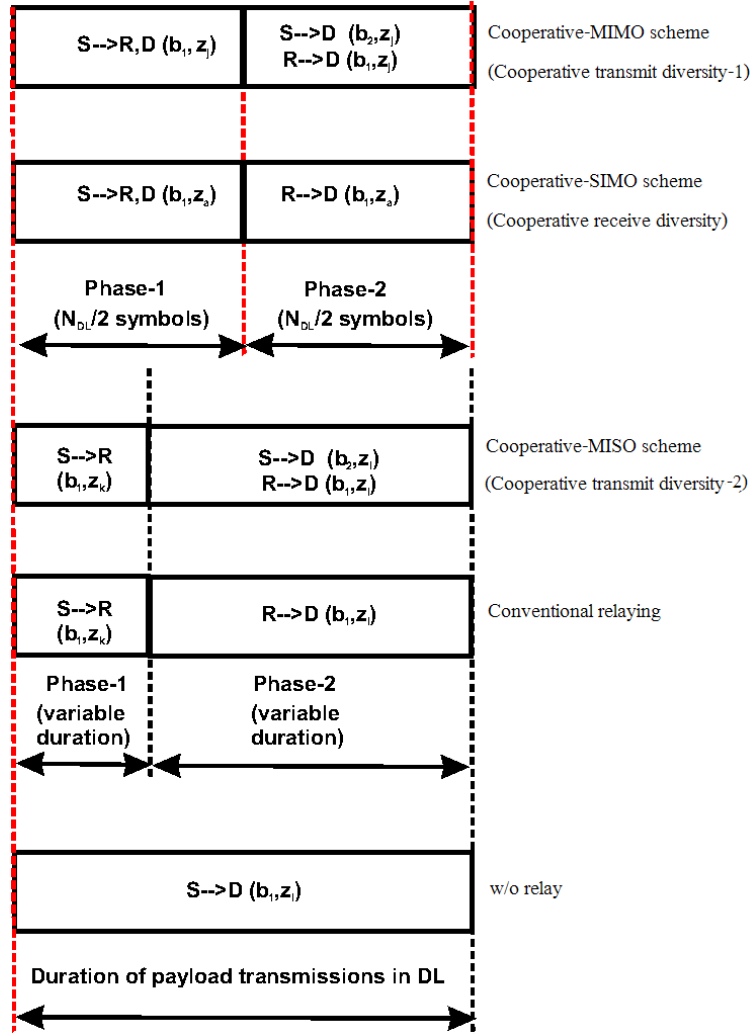 S-->R,D (b₁,zⱼ)
S-->D (b₂,zⱼ)
R-->D (b₁,zⱼ)
Cooperative-MIMO scheme
(Cooperative transmit diversity-1)
S-->R,D (b₁,zₐ)
R-->D (b₁,zₐ)
Cooperative-SIMO scheme
(Cooperative receive diversity)
Phase-1
(N_DL/2 symbols)
Phase-2
(N_DL/2 symbols)
S-->R
(b₁,zₖ)
S-->D (b₂,zₗ)
R-->D (b₁,zₗ)
Cooperative-MISO scheme
(Cooperative transmit diversity-2)
S-->R
(b₁,zₖ)
R-->D (b₁,zₗ)
Conventional relaying
Phase-1
(variable
duration)
Phase-2
(variable
duration)
S-->D (b₁,zₗ)
w/o relay
Duration of payload transmissions in DL